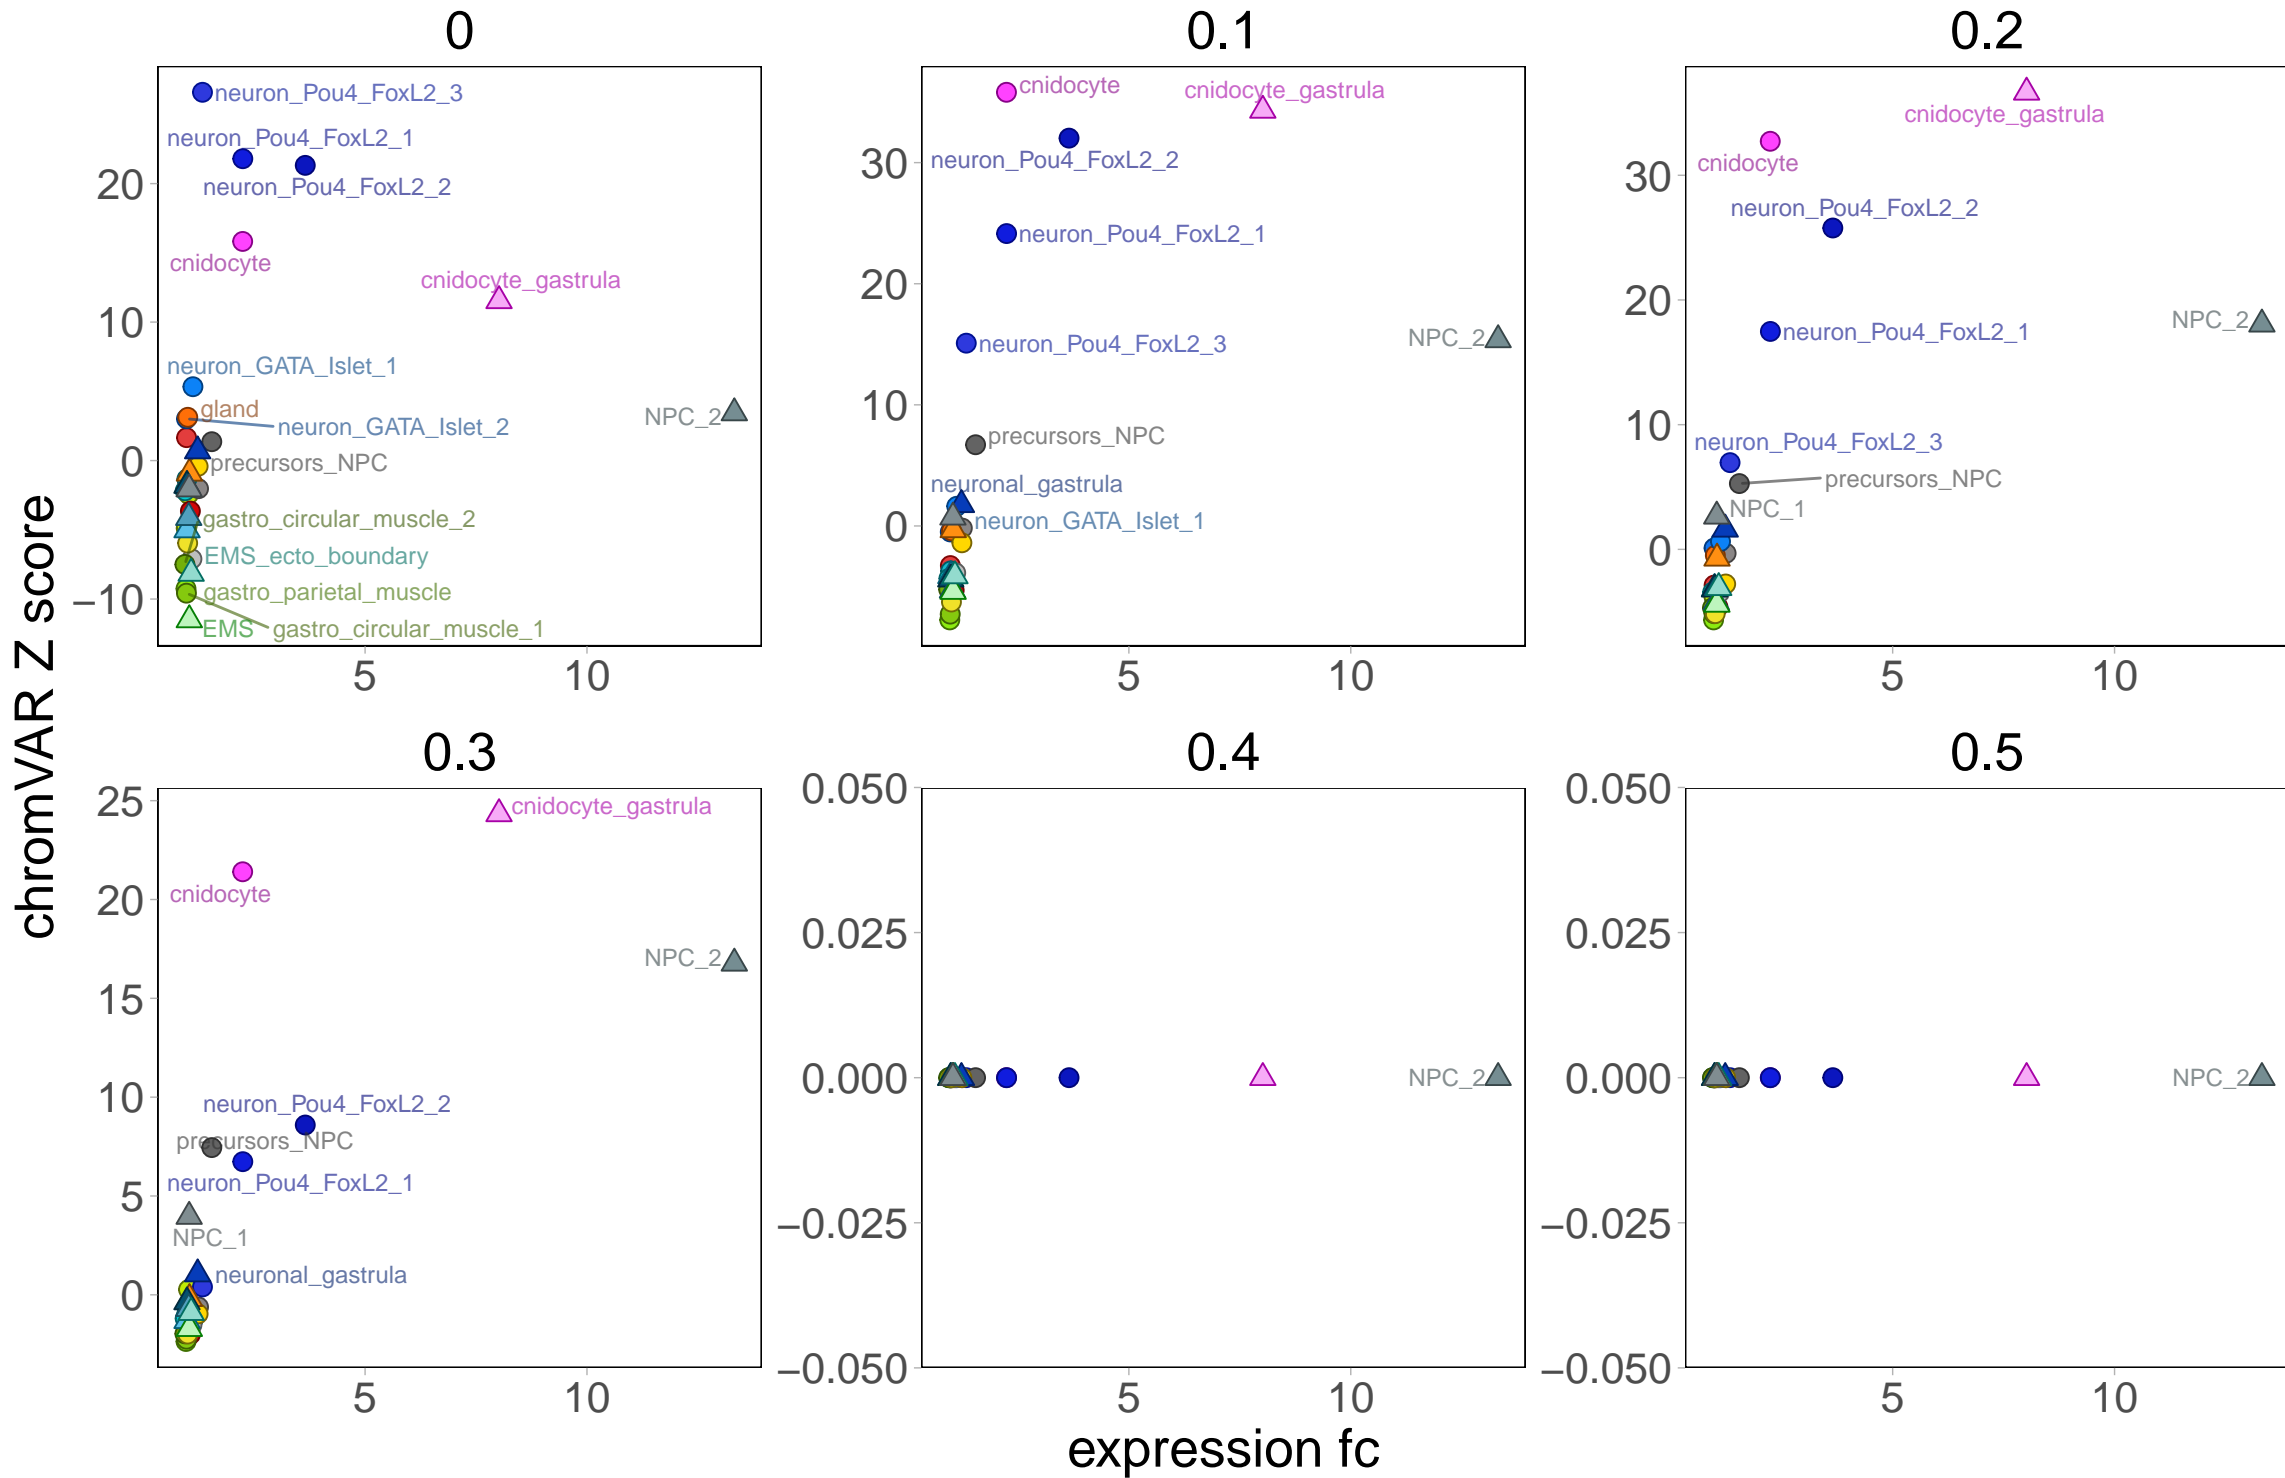 0
neuron_Pou4_FoxL2_3
neuron_Pou4_FoxL2_1
neuron_Pou4_FoxL2_2
cnidocyte
cnidocyte_gastrula
neuron_GATA_Islet_1
gland
neuron_GATA_Islet_2
NPC_2
precursors_NPC
gastro_circular_muscle_2
EMS_ecto_boundary
gastro_parietal_muscle
EMS
gastro_circular_muscle_1
20
10
0
−10
5 10
0.1
cnidocyte
cnidocyte_gastrula
neuron_Pou4_FoxL2_2
neuron_Pou4_FoxL2_1
neuron_Pou4_FoxL2_3
NPC_2
precursors_NPC
neuronal_gastrula
neuron_GATA_Islet_1
30
20
10
0
5 10
0.2
cnidocyte_gastrula
cnidocyte
neuron_Pou4_FoxL2_2
NPC_2
neuron_Pou4_FoxL2_1
neuron_Pou4_FoxL2_3
precursors_NPC
NPC_1
30
20
10
0
5 10
0.3
cnidocyte_gastrula
cnidocyte
NPC_2
neuron_Pou4_FoxL2_2
precursors_NPC
neuron_Pou4_FoxL2_1
NPC_1
neuronal_gastrula
25
20
15
10
5
0
5 10
0.4
NPC_2
0.050
0.025
0.000
−0.025
−0.050
5 10
0.5
NPC_2
0.050
0.025
0.000
−0.025
−0.050
5 10
chromVAR Z score
expression fc